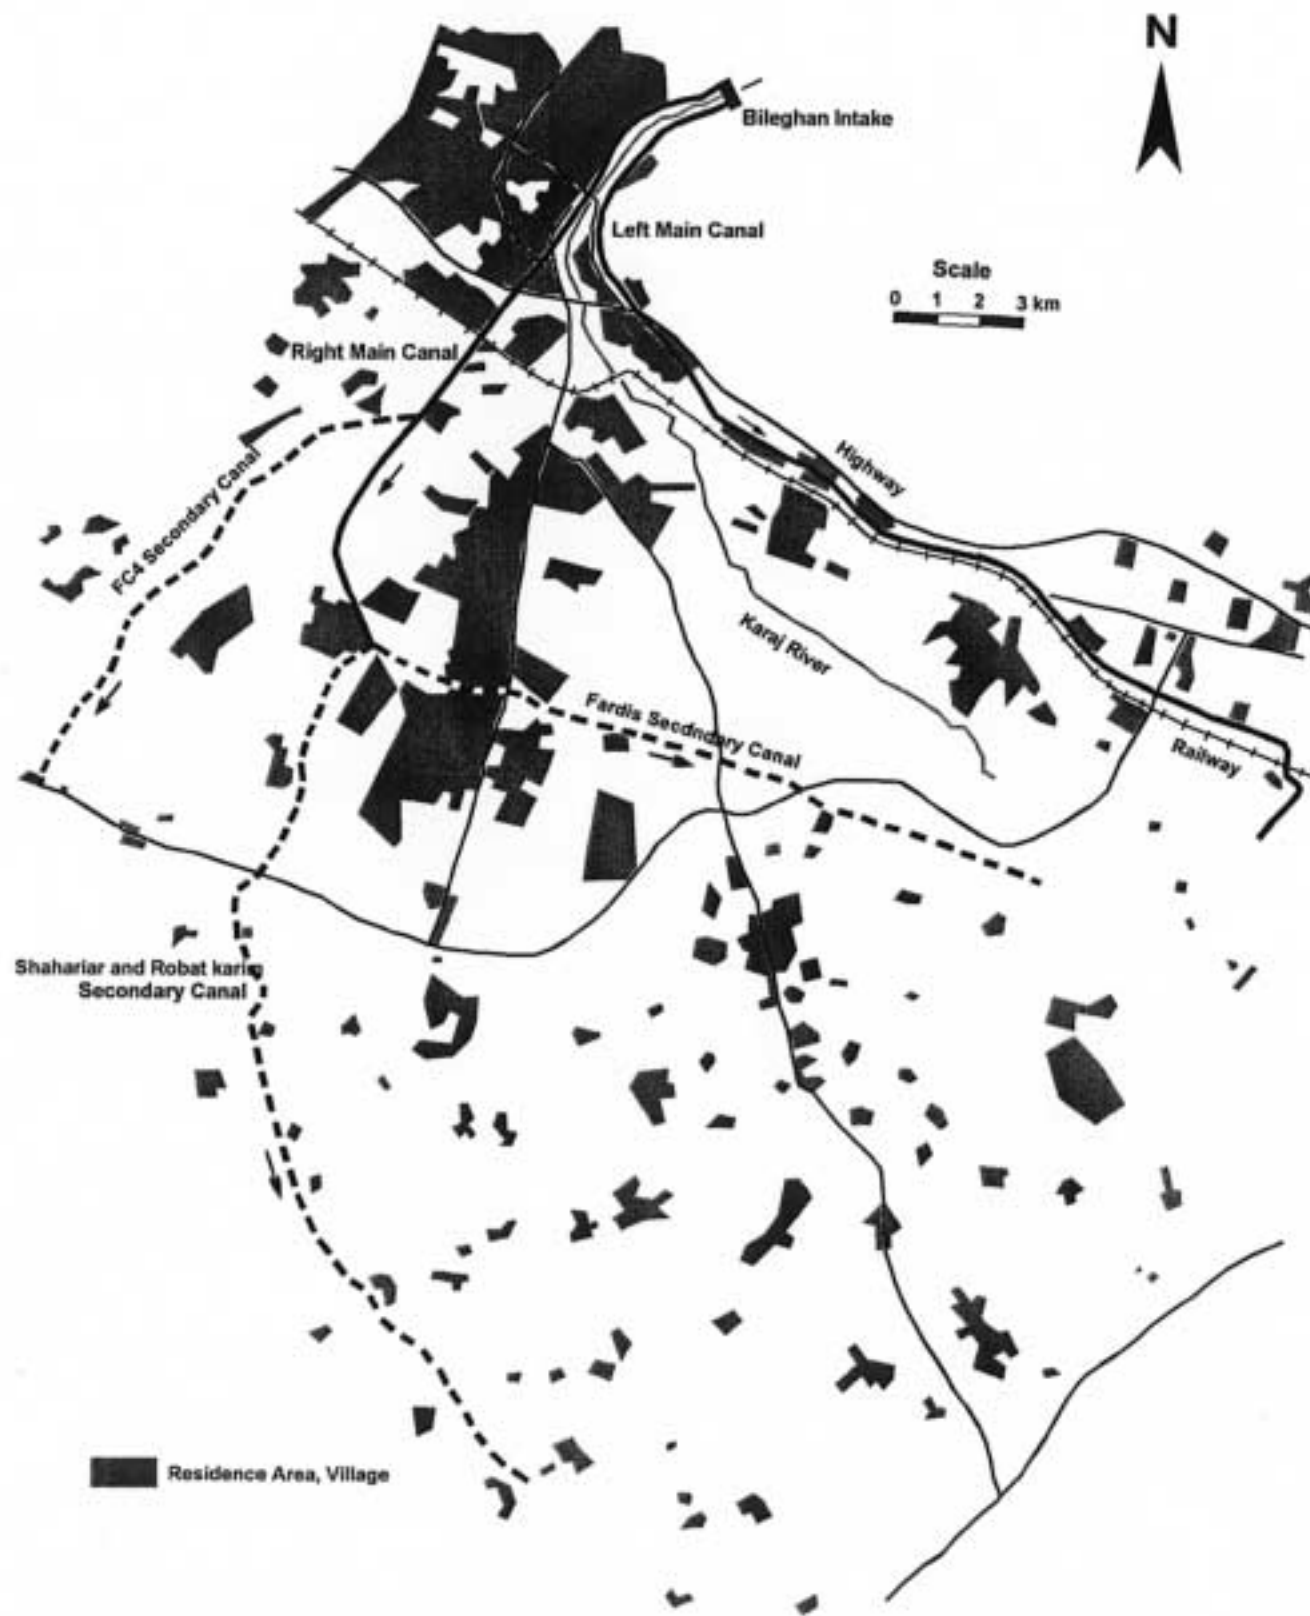 N
Bileghan Intake
Left Main Canal
Scale
0 1 2 3 km
Right Main Canal
Highway
FC4 Secondary Canal
Karaj River
Fardis Secondary Canal
Railway
Shahariar and Robat karim
Secondary Canal
Residence Area, Village